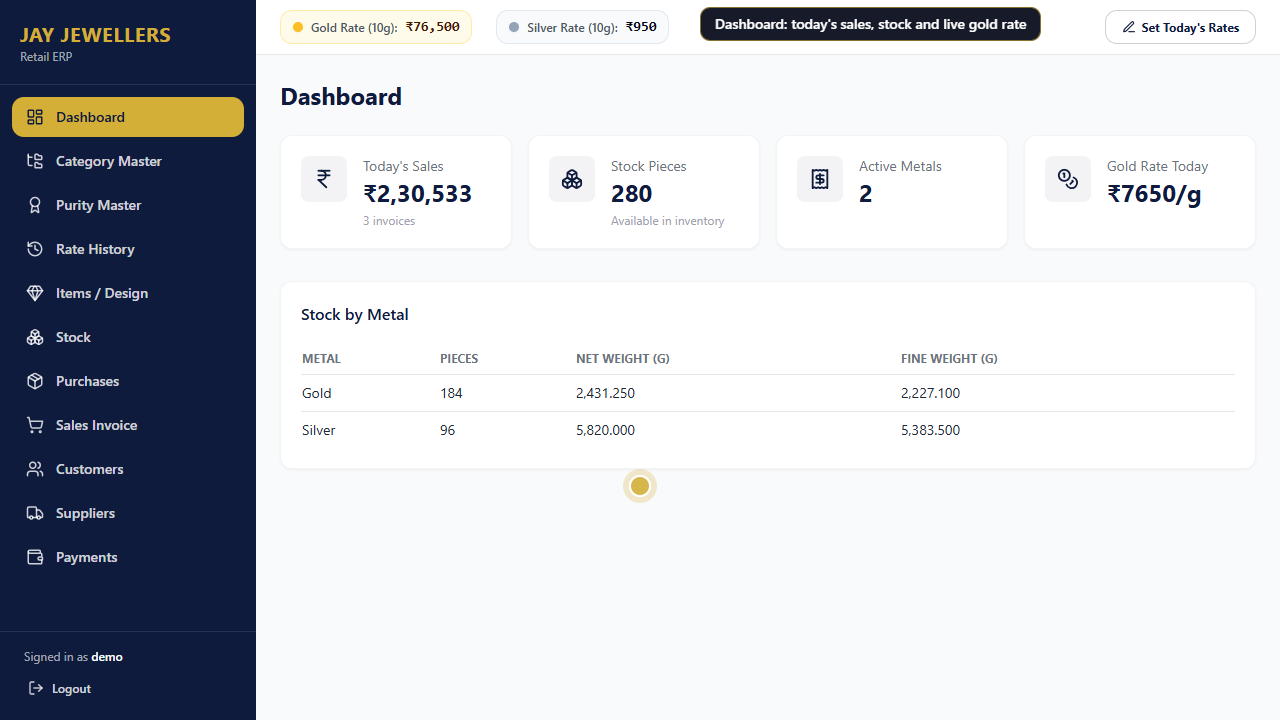 JAY JEWELLERS
Retail ERP
Dashboard
Category Master
Purity Master
Rate History
Items / Design
Stock
Purchases
Sales Invoice
Customers
Suppliers
Payments
Signed in as demo
Logout
Gold Rate (10g): ₹76,500
Silver Rate (10g): ₹950
Dashboard: today's sales, stock and live gold rate
Set Today's Rates
Dashboard
Today's Sales
₹2,30,533
3 invoices
Stock Pieces
280
Available in inventory
Active Metals
2
Gold Rate Today
₹7650/g
Stock by Metal
METAL PIECES NET WEIGHT (G) FINE WEIGHT (G)
Gold 184 2,431.250 2,227.100
Silver 96 5,820.000 5,383.500